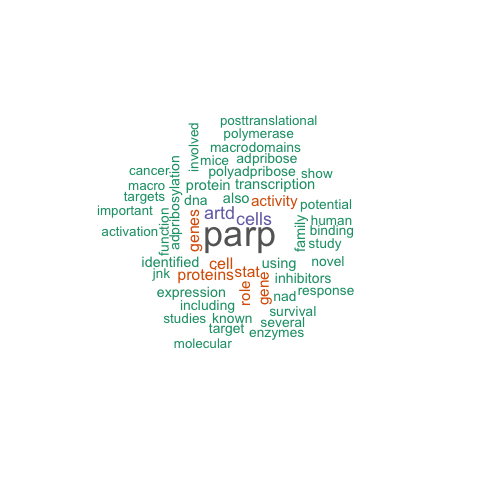 posttranslational
polymerase
involved
macrodomains
mice adpribose
cancer
adpribosylation
polyadpribose show
macro
protein transcription
targets
dna also activity potential
important
function
genes
artd cells
human
activation
parp
family
binding
study
identified cell using novel
jnk proteins stat
role
gene
inhibitors
expression
nad response
including
survival
studies known
several
target enzymes
molecular